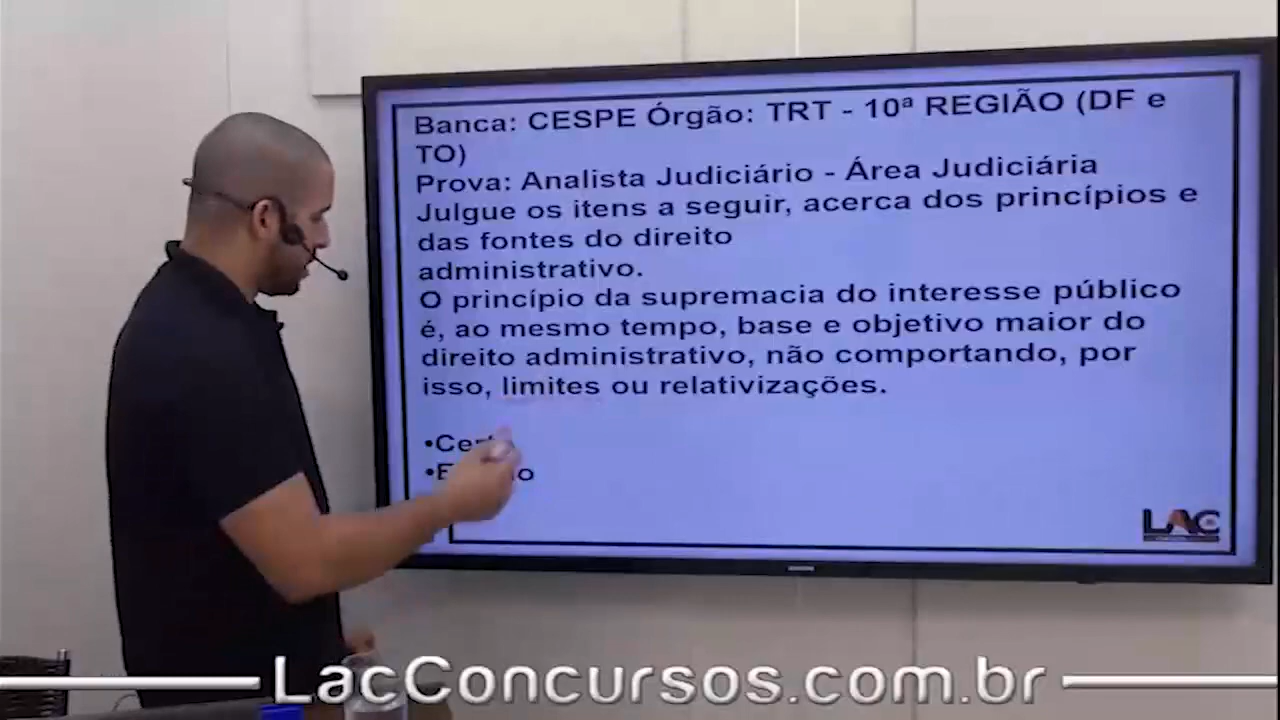 Banca: CESPE Órgão: TRT - 10ª REGIÃO (DF e
TO)
Prova: Analista Judiciário - Área Judiciária
Julgue os itens a seguir, acerca dos princípios e
das fontes do direito
administrativo.
O princípio da supremacia do interesse público
é, ao mesmo tempo, base e objetivo maior do
direito administrativo, não comportando, por
isso, limites ou relativizações.
LAC
LacConcursos.com.br